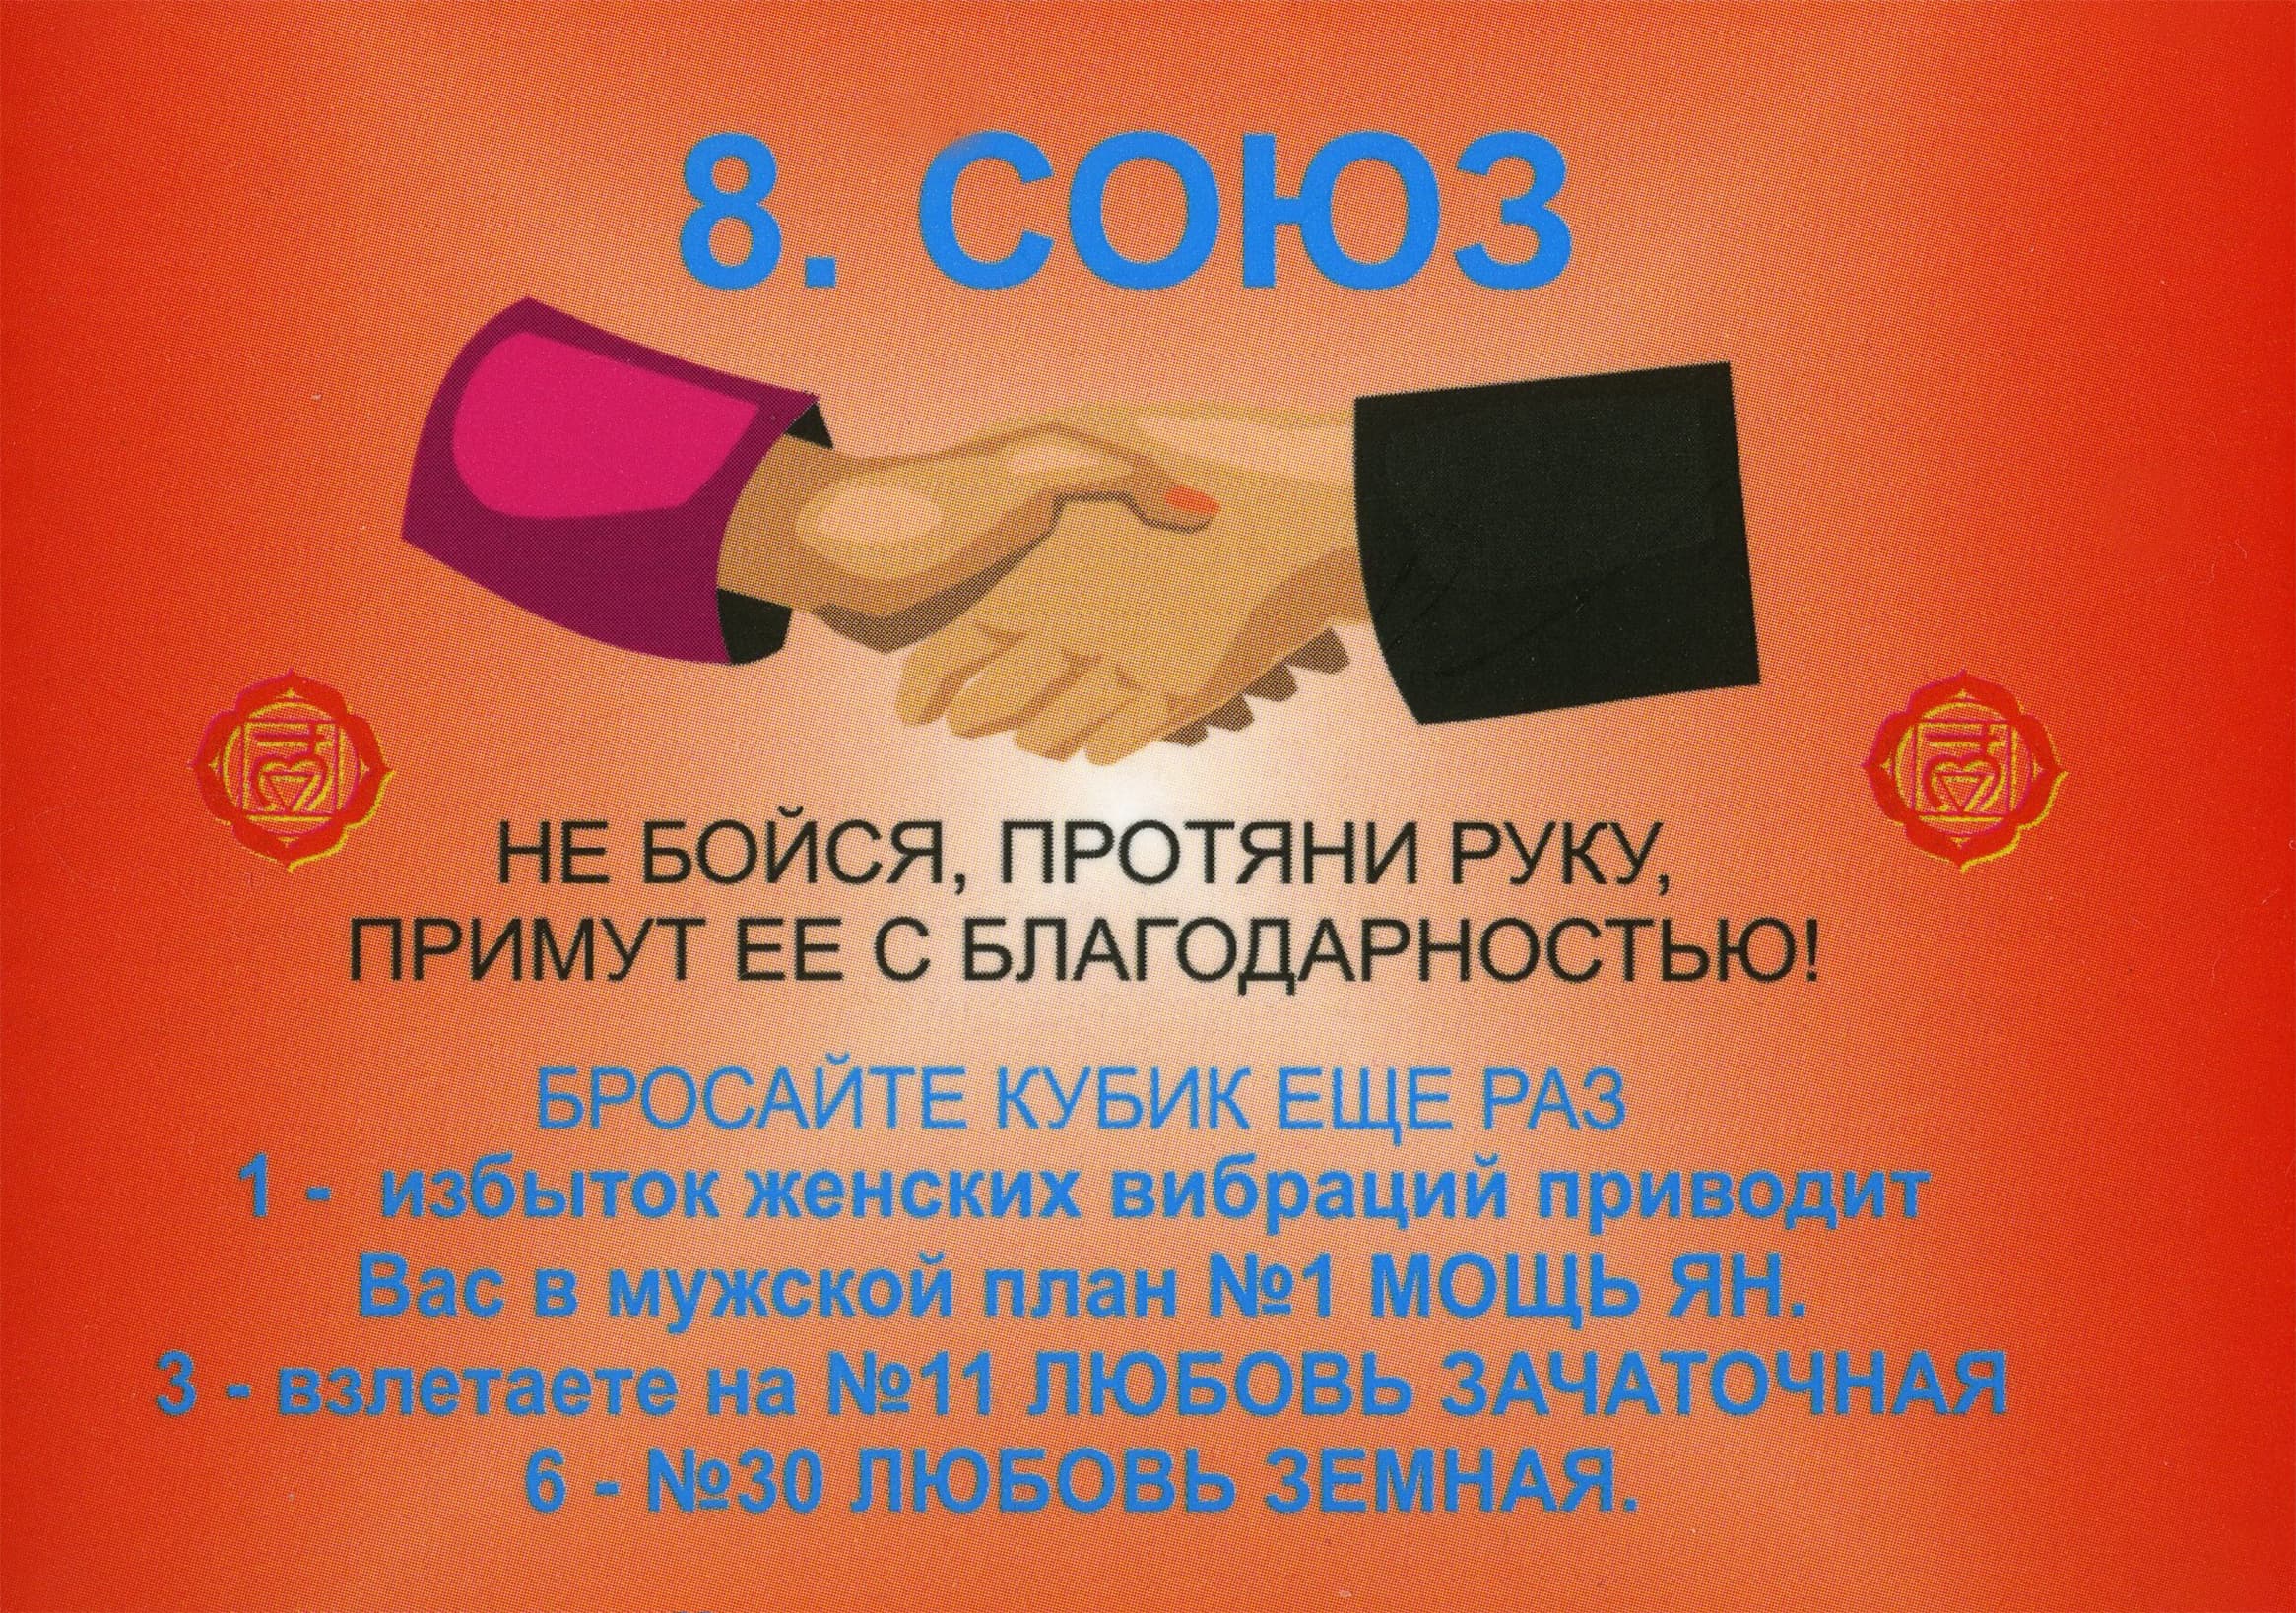 8. СОЮЗ
НЕ БОЙСЯ, ПРОТЯНИ РУКУ,
ПРИМУТ ЕЕ С БЛАГОДАРНОСТЬЮ!
БРОСАЙТЕ КУБИК ЕЩЕ РАЗ
1 - избыток женских вибраций приводит
Вас в мужской план №1 МОЩЬ ЯН.
3 - взлетаете на №11 ЛЮБОВЬ ЗАЧАТОЧНАЯ
6 - №30 ЛЮБОВЬ ЗЕМНАЯ.